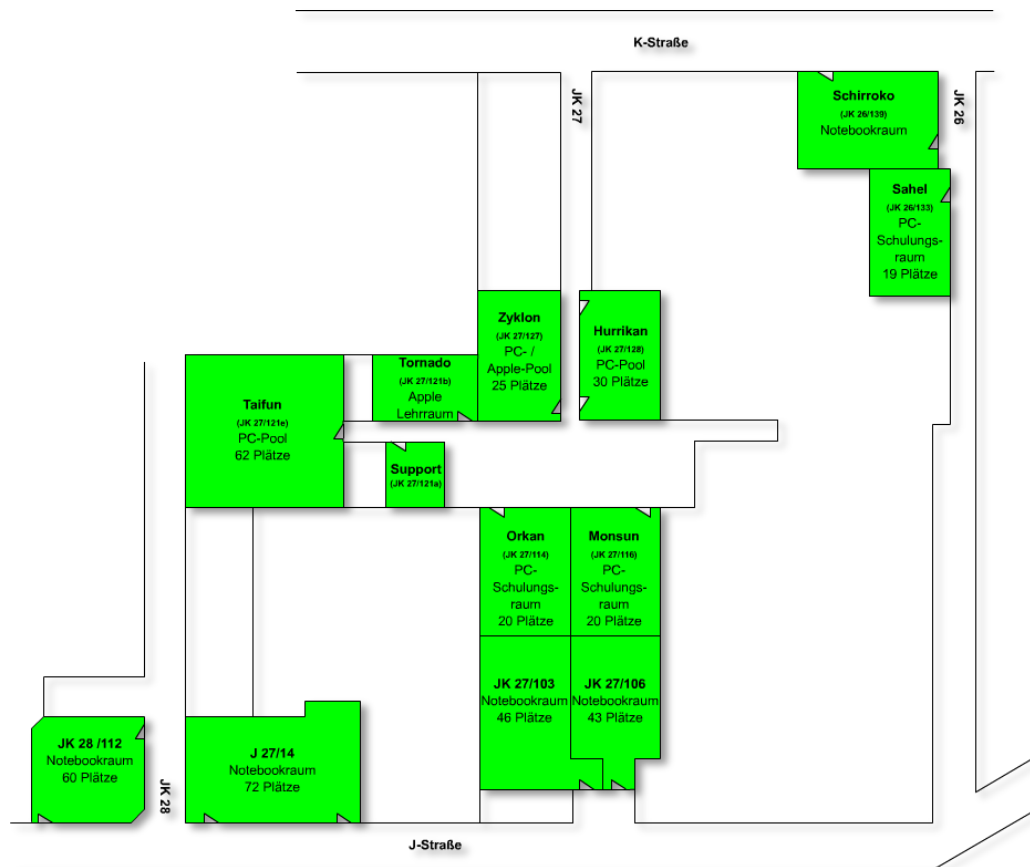 K-Straße
JK 27
JK 26
Schirroko
(JK 26/139)
Notebookraum
Sahel
(JK 26/133)
PC-
Schulungs-
raum
19 Plätze
Zyklon
(JK 27/127)
PC- /
Apple-Pool
25 Plätze
Hurrikan
(JK 27/128)
PC-Pool
30 Plätze
Tornado
(JK 27/121b)
Apple
Lehrraum
Taifun
(JK 27/121e)
PC-Pool
62 Plätze
Support
(JK 27/121a)
Orkan
(JK 27/114)
PC-
Schulungs-
raum
20 Plätze
Monsun
(JK 27/116)
PC-
Schulungs-
raum
20 Plätze
JK 27/103
Notebookraum
46 Plätze
JK 27/106
Notebookraum
43 Plätze
JK 28 /112
Notebookraum
60 Plätze
JK 28
J 27/14
Notebookraum
72 Plätze
J-Straße